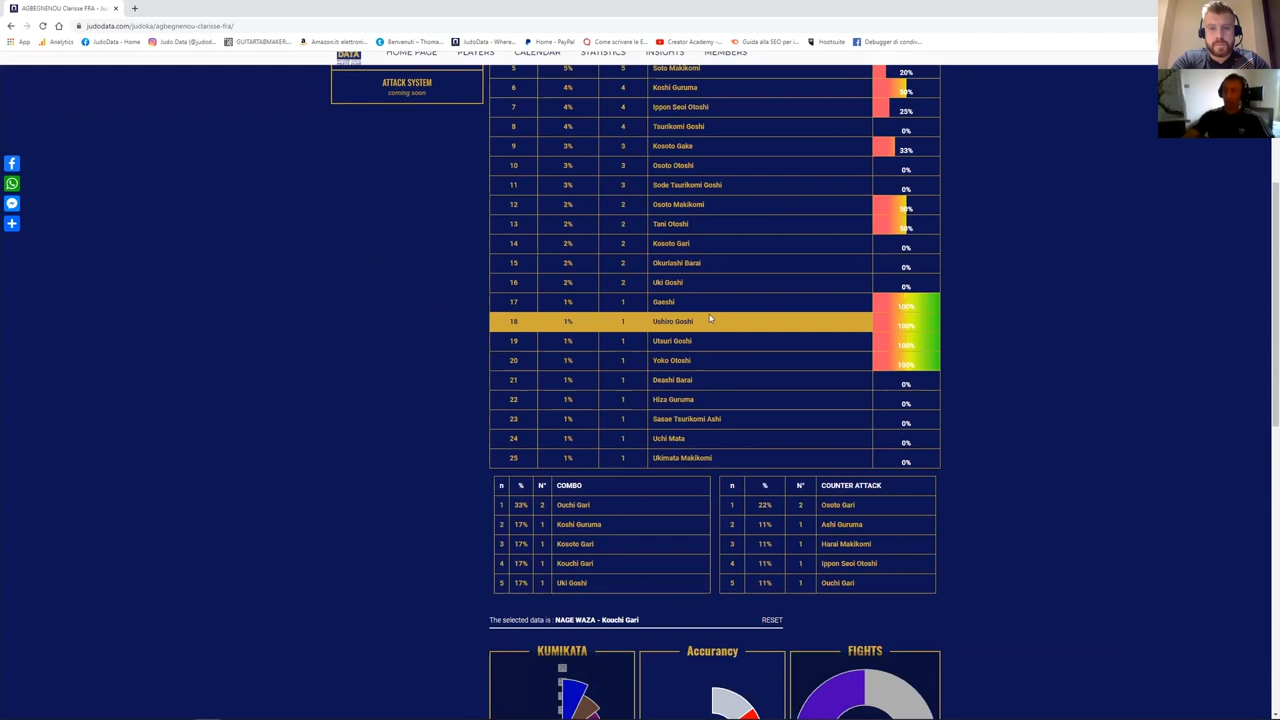 AGBEGNENOU Clarisse FRA - Ju
judodata.com/judoka/agbegnenou-clarisse-fra/
App Analytics JudoData - Home Judo Data (@judod... GUITARTABMAKER:... Amazon.it: elettroni... Benvenuti – Thoma... JudoData - Where... Home - PayPal Come scrivere le E... Creator Academy -... Guida alla SEO per i... Hootsuite Debugger di condiv...
DATA HOME PAGE PLAYERS CALENDAR STATISTICS INSIGHTS MEMBERS
ATTACK SYSTEM
coming soon
5 5% 5 Soto Makikomi 20%
6 4% 4 Koshi Guruma 50%
7 4% 4 Ippon Seoi Otoshi 25%
8 4% 4 Tsurikomi Goshi 0%
9 3% 3 Kosoto Gake 33%
10 3% 3 Osoto Otoshi 0%
11 3% 3 Sode Tsurikomi Goshi 0%
12 2% 2 Osoto Makikomi 50%
13 2% 2 Tani Otoshi 50%
14 2% 2 Kosoto Gari 0%
15 2% 2 Okuriashi Barai 0%
16 2% 2 Uki Goshi 0%
17 1% 1 Gaeshi 100%
18 1% 1 Ushiro Goshi 100%
19 1% 1 Utsuri Goshi 100%
20 1% 1 Yoko Otoshi 100%
21 1% 1 Deashi Barai 0%
22 1% 1 Hiza Guruma 0%
23 1% 1 Sasae Tsurikomi Ashi 0%
24 1% 1 Uchi Mata 0%
25 1% 1 Ukimata Makikomi 0%
n % N° COMBO
1 33% 2 Ouchi Gari
2 17% 1 Koshi Guruma
3 17% 1 Kosoto Gari
4 17% 1 Kouchi Gari
5 17% 1 Uki Goshi
n % N° COUNTER ATTACK
1 22% 2 Osoto Gari
2 11% 1 Ashi Guruma
3 11% 1 Harai Makikomi
4 11% 1 Ippon Seoi Otoshi
5 11% 1 Ouchi Gari
The selected data is : NAGE WAZA - Kouchi Gari RESET
KUMIKATA Accurancy FIGHTS